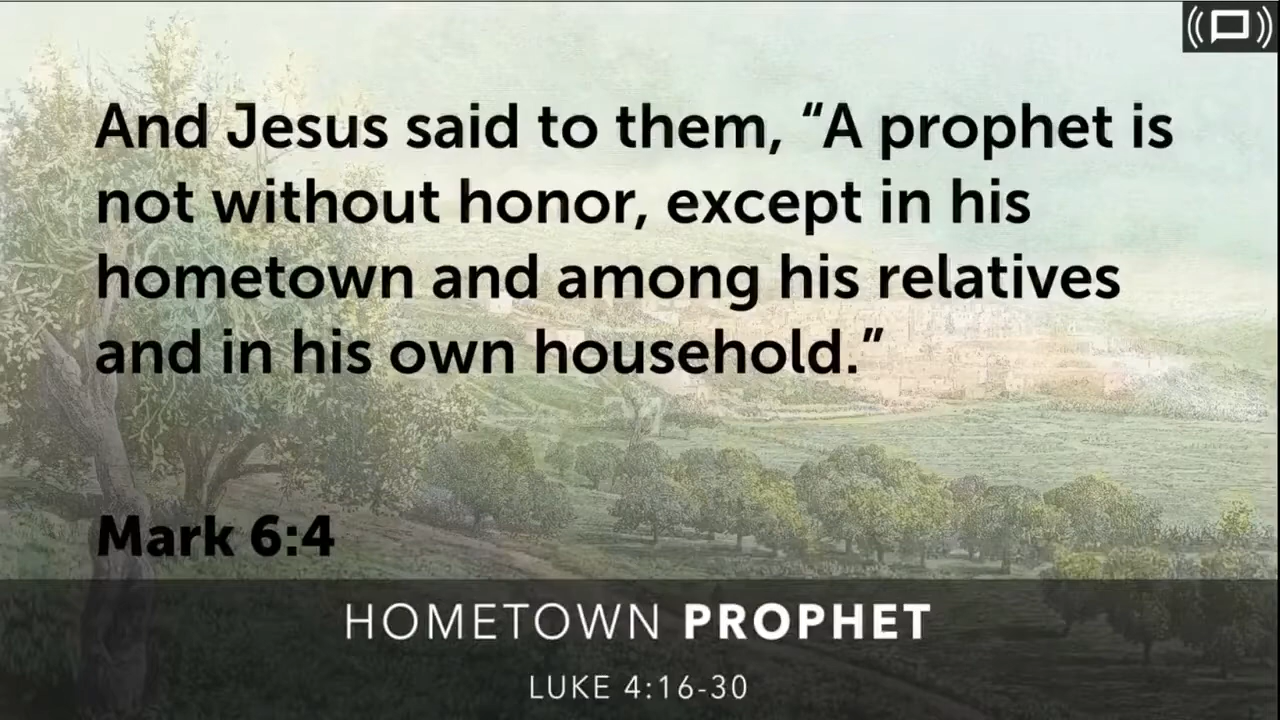 And Jesus said to them, “A prophet is
not without honor, except in his
hometown and among his relatives
and in his own household.”
Mark 6:4
HOMETOWN PROPHET
LUKE 4:16-30